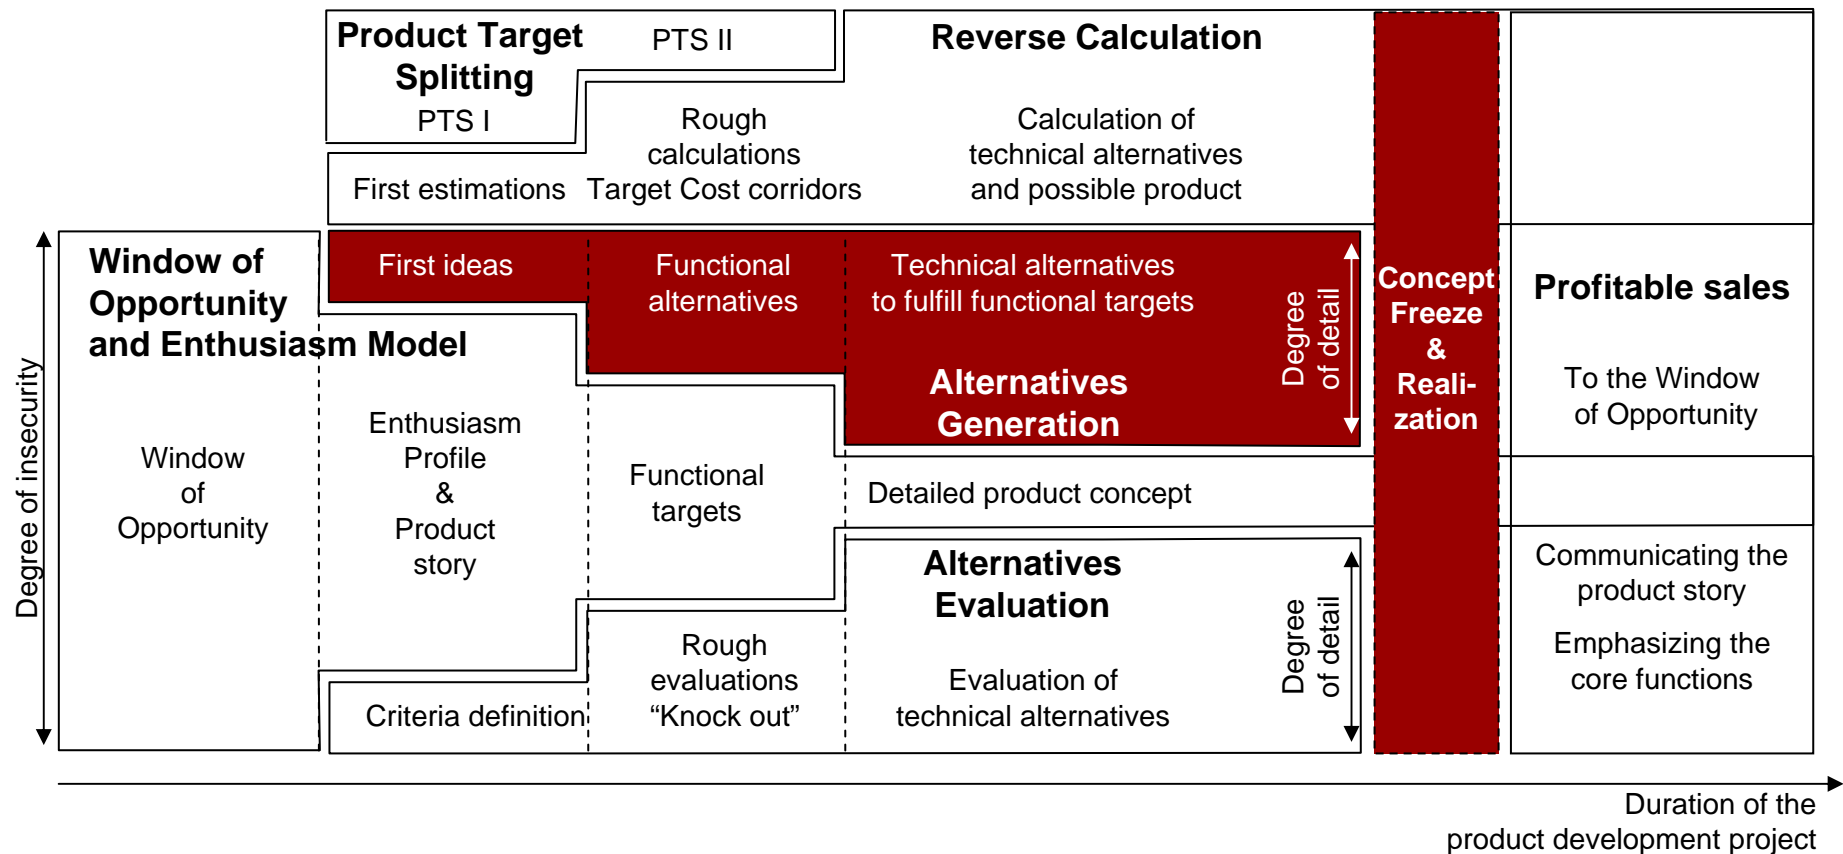 Product Target
Splitting
PTS I
PTS II
Reverse Calculation
First estimations
Rough
calculations
Target Cost corridors
Calculation of
technical alternatives
and possible product
Degree of insecurity
Window of
Opportunity
and Enthusiasm Model
Window
of
Opportunity
Enthusiasm
Profile
&
Product
story
First ideas
Functional
alternatives
Technical alternatives
to fulfill functional targets
Alternatives
Generation
Degree
of detail
Functional
targets
Detailed product concept
Alternatives
Evaluation
Criteria definition
Rough
evaluations
“Knock out”
Evaluation of
technical alternatives
Degree
of detail
Concept
Freeze
&
Reali-
zation
Profitable sales
To the Window
of Opportunity
Communicating the
product story
Emphasizing the
core functions
Duration of the
product development project